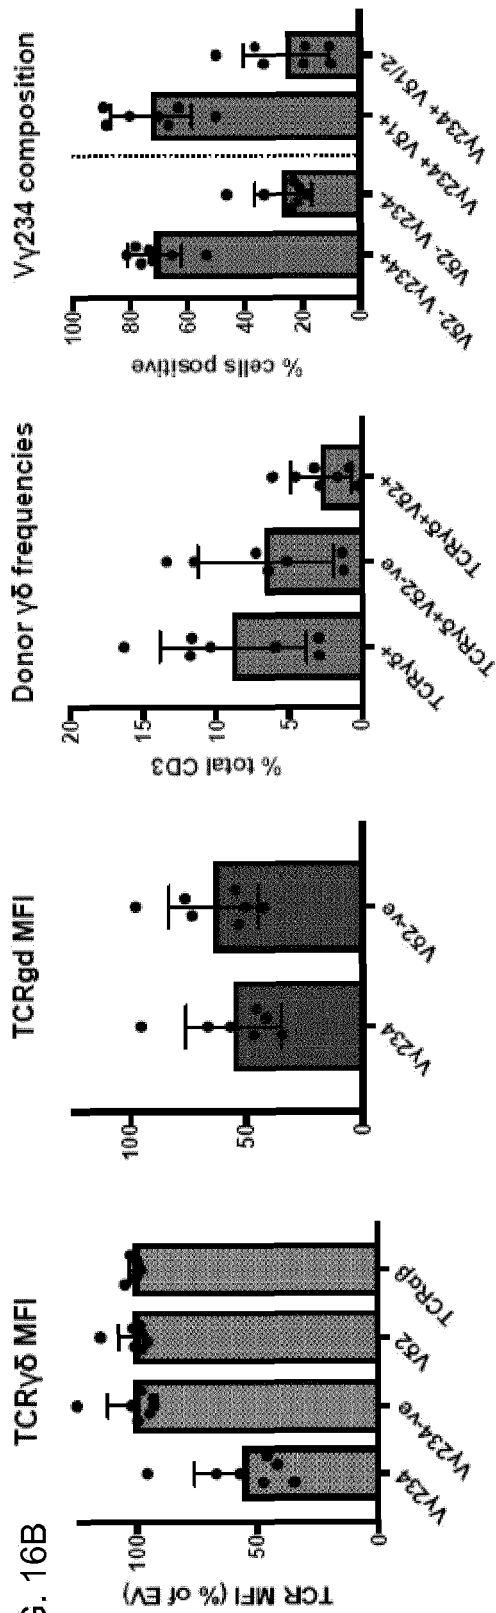 G. 16B
TCRγδ MFI
TCR MFI (% of EV)
100
50
0
Vγ234
Vγ234-ve
Vδ2
TCRαβ
TCRgd MFI
100
50
0
Vγ234
Vδ2-ve
Donor γδ frequencies
% total CD3
20
15
10
5
0
TCRγδ+
TCRγδ+Vδ2-ve
TCRγδ+Vδ2+
Vγ234 composition
% cells positive
100
80
60
40
20
0
Vδ2- Vγ234+
Vδ2- Vγ234-
Vγ234+ Vδ1+
Vγ234+ Vδ1/2-